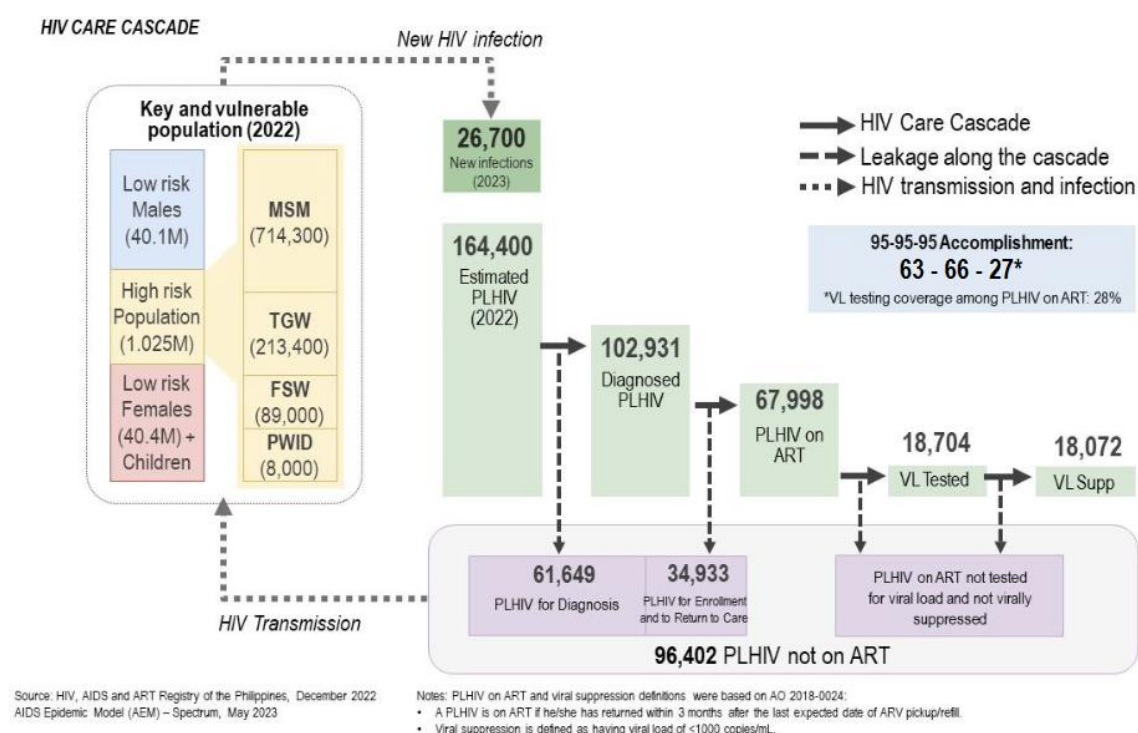 HIV CARE CASCADE
New HIV infection
Key and vulnerable
population (2022)
Low risk
Males
(40.1M)
High risk
Population
(1.025M)
Low risk
Females
(40.4M) +
Children
MSM
(714,300)
TGW
(213,400)
FSW
(89,000)
PWID
(8,000)
26,700
New infections
(2023)
HIV Care Cascade
Leakage along the cascade
HIV transmission and infection
95-95-95 Accomplishment:
63 - 66 - 27*
*VL testing coverage among PLHIV on ART: 28%
164,400
Estimated
PLHIV
(2022)
102,931
Diagnosed
PLHIV
67,998
PLHIV on
ART
18,704
VL Tested
18,072
VL Supp
61,649
PLHIV for Diagnosis
34,933
PLHIV for Enrollment
and to Return to Care
PLHIV on ART not tested
for viral load and not virally
suppressed
96,402 PLHIV not on ART
HIV Transmission
Source: HIV, AIDS and ART Registry of the Philippines, December 2022
AIDS Epidemic Model (AEM) – Spectrum, May 2023
Notes: PLHIV on ART and viral suppression definitions were based on AO 2018-0024:
• A PLHIV is on ART if he/she has returned within 3 months after the last expected date of ARV pickup/refill.
• Viral suppression is defined as having viral load of <1000 copies/mL.